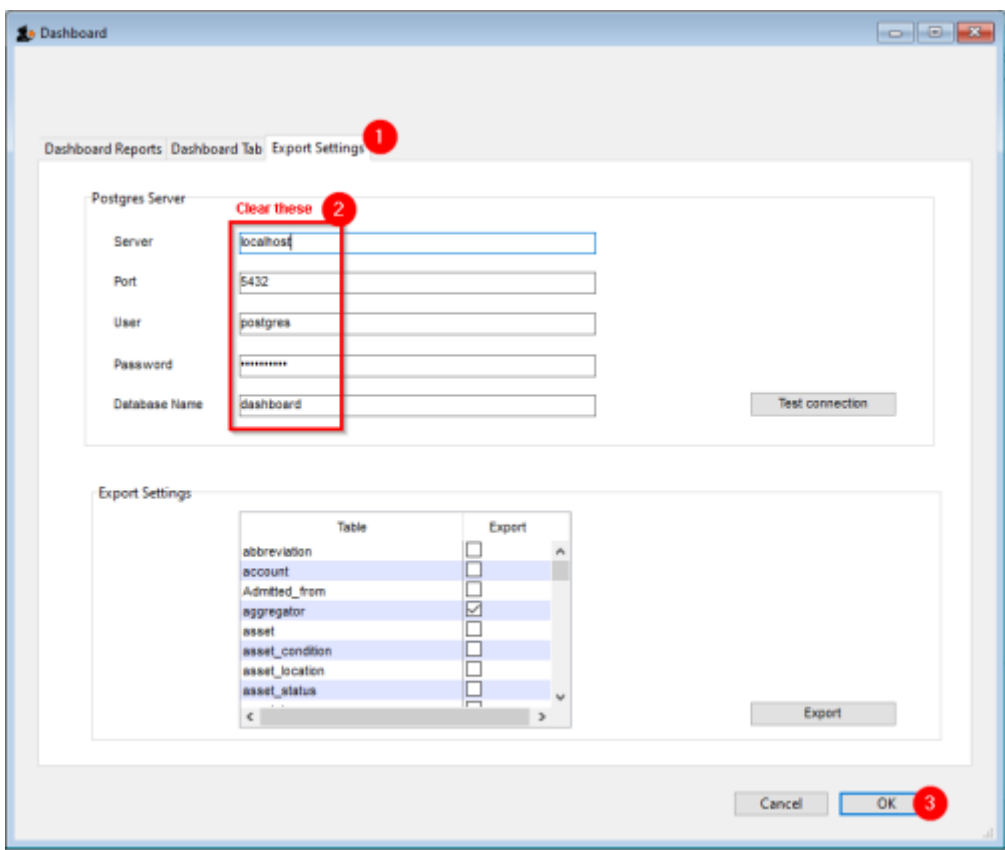 Dashboard
Dashboard Reports Dashboard Tab Export Settings 1
Postgres Server
Clear these 2
Server localhost
Port 5432
User postgres
Password •••••••••••
Database Name dashboard Test connection
Export Settings
Table Export
abbreviation
account
Admitted_from
aggregator
asset
asset_condition
asset_location
asset_status
Export
Cancel OK 3